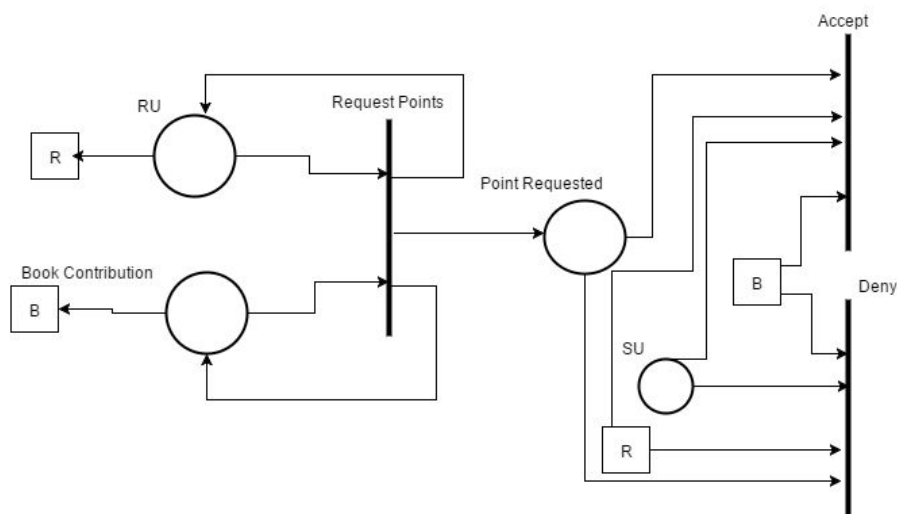 Accept
RU
Request Points
R
Point Requested
Book Contribution
B
B
Deny
SU
R